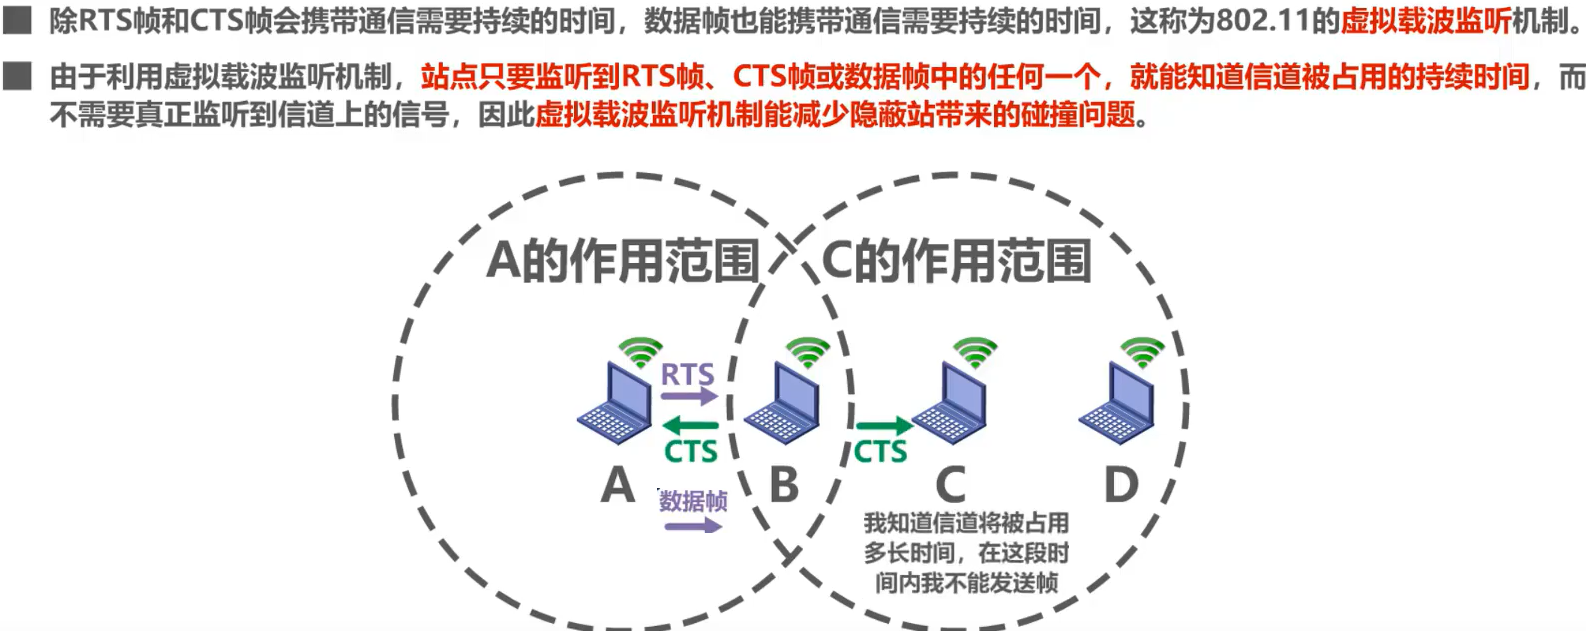 除RTS帧和CTS帧会携带通信需要持续的时间，数据帧也能携带通信需要持续的时间，这称为802.11的虚拟载波监听机制。
由于利用虚拟载波监听机制，站点只要监听到RTS帧、CTS帧或数据帧中的任何一个，就能知道信道被占用的持续时间，而
不需要真正监听到信道上的信号，因此虚拟载波监听机制能减少隐蔽站带来的碰撞问题。
A的作用范围
C的作用范围
RTS
CTS
CTS
A
B
C
D
数据帧
我知道信道将被占用
多长时间，在这段时
间内我不能发送帧